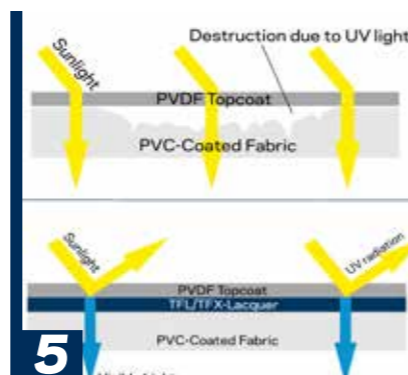 Sunlight
Destruction due to UV light
PVDF Topcoat
PVC-Coated Fabric
Sunlight
UV radiation
PVDF Topcoat
TFL/TFX-Lacquer
PVC-Coated Fabric
5